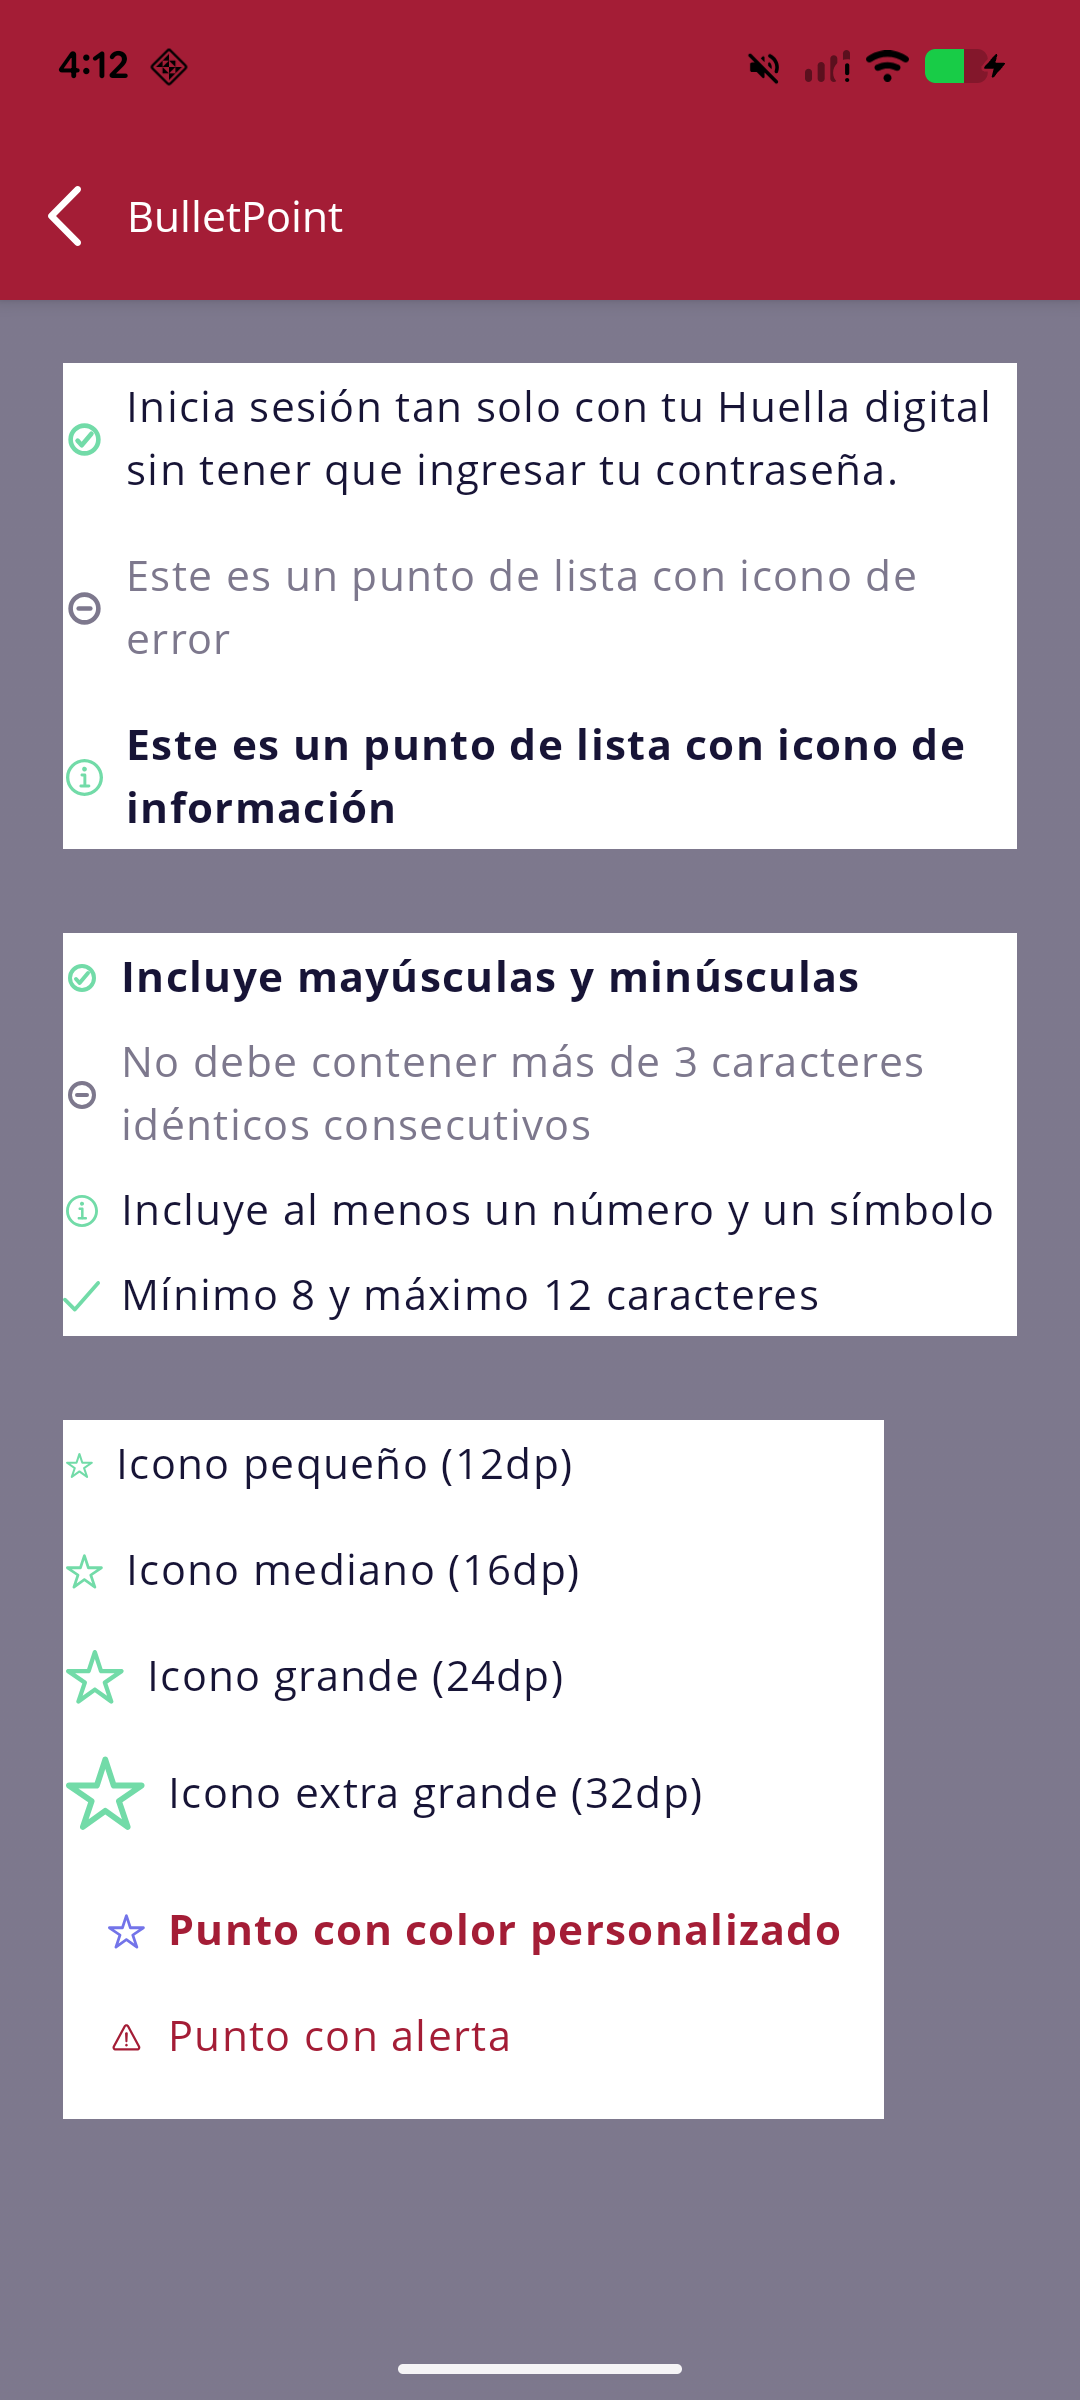 4:12
BulletPoint
Inicia sesión tan solo con tu Huella digital
sin tener que ingresar tu contraseña.
Este es un punto de lista con icono de
error
Este es un punto de lista con icono de
información
Incluye mayúsculas y minúsculas
No debe contener más de 3 caracteres
idénticos consecutivos
Incluye al menos un número y un símbolo
Mínimo 8 y máximo 12 caracteres
Icono pequeño (12dp)
Icono mediano (16dp)
Icono grande (24dp)
Icono extra grande (32dp)
Punto con color personalizado
Punto con alerta